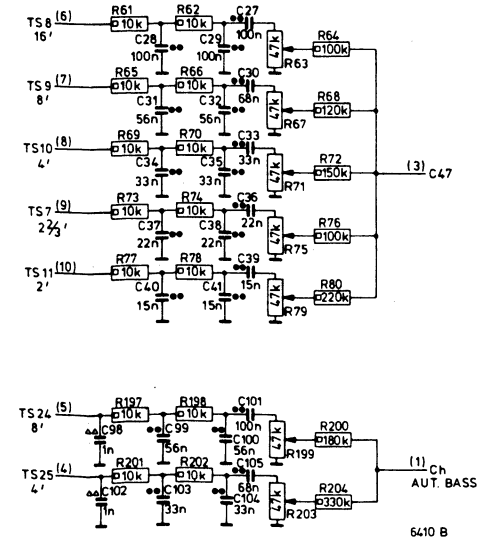 TS8 (6) R61 10k R62 10k C27 100n R64 100k
16' C28 100n C29 100n 47k R63
TS9 (7) R65 10k R66 10k C30 68n R68 120k
8' C31 56n C32 56n 47k R67
TS10 (8) R69 10k R70 10k C33 33n R72 150k (3) C47
4' C34 33n C35 33n 47k R71
TS7 (9) R73 10k R74 10k C36 22n R76 100k
2 2/3' C37 22n C38 22n 47k R75
TS11 (10) R77 10k R78 10k C39 15n R80 220k
2' C40 15n C41 15n 47k R79
TS24 (5) R197 10k R198 10k C101 100n R200 180k
8' C98 1n C99 56n C100 56n 47k R199
(1) Ch
AUT. BASS
TS25 (4) R201 10k R202 10k C105 68n R204 330k
4' C102 1n C103 33n C104 33n 47k R203
6410 B